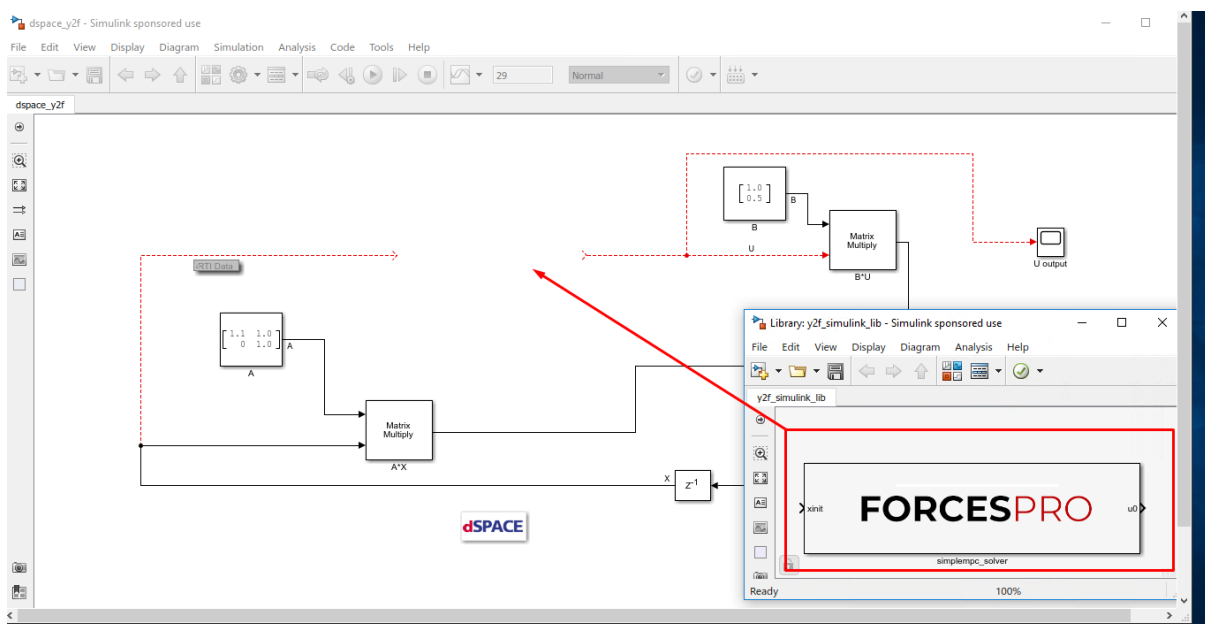 dspace_y2f - Simulink sponsored use
File Edit View Display Diagram Simulation Analysis Code Tools Help
29
Normal
dspace_y2f
1.0
0.5
B
B
Matrix
Multiply
B*U
U
U output
RTI Data
1.1 1.0
0 1.0
A
A
Matrix
Multiply
A*X
X
z-1
dSPACE
Library: y2f_simulink_lib - Simulink sponsored use
File Edit View Display Diagram Analysis Help
y2f_simulink_lib
xinit
FORCESPRO
u0
simplempc_solver
Ready
100%